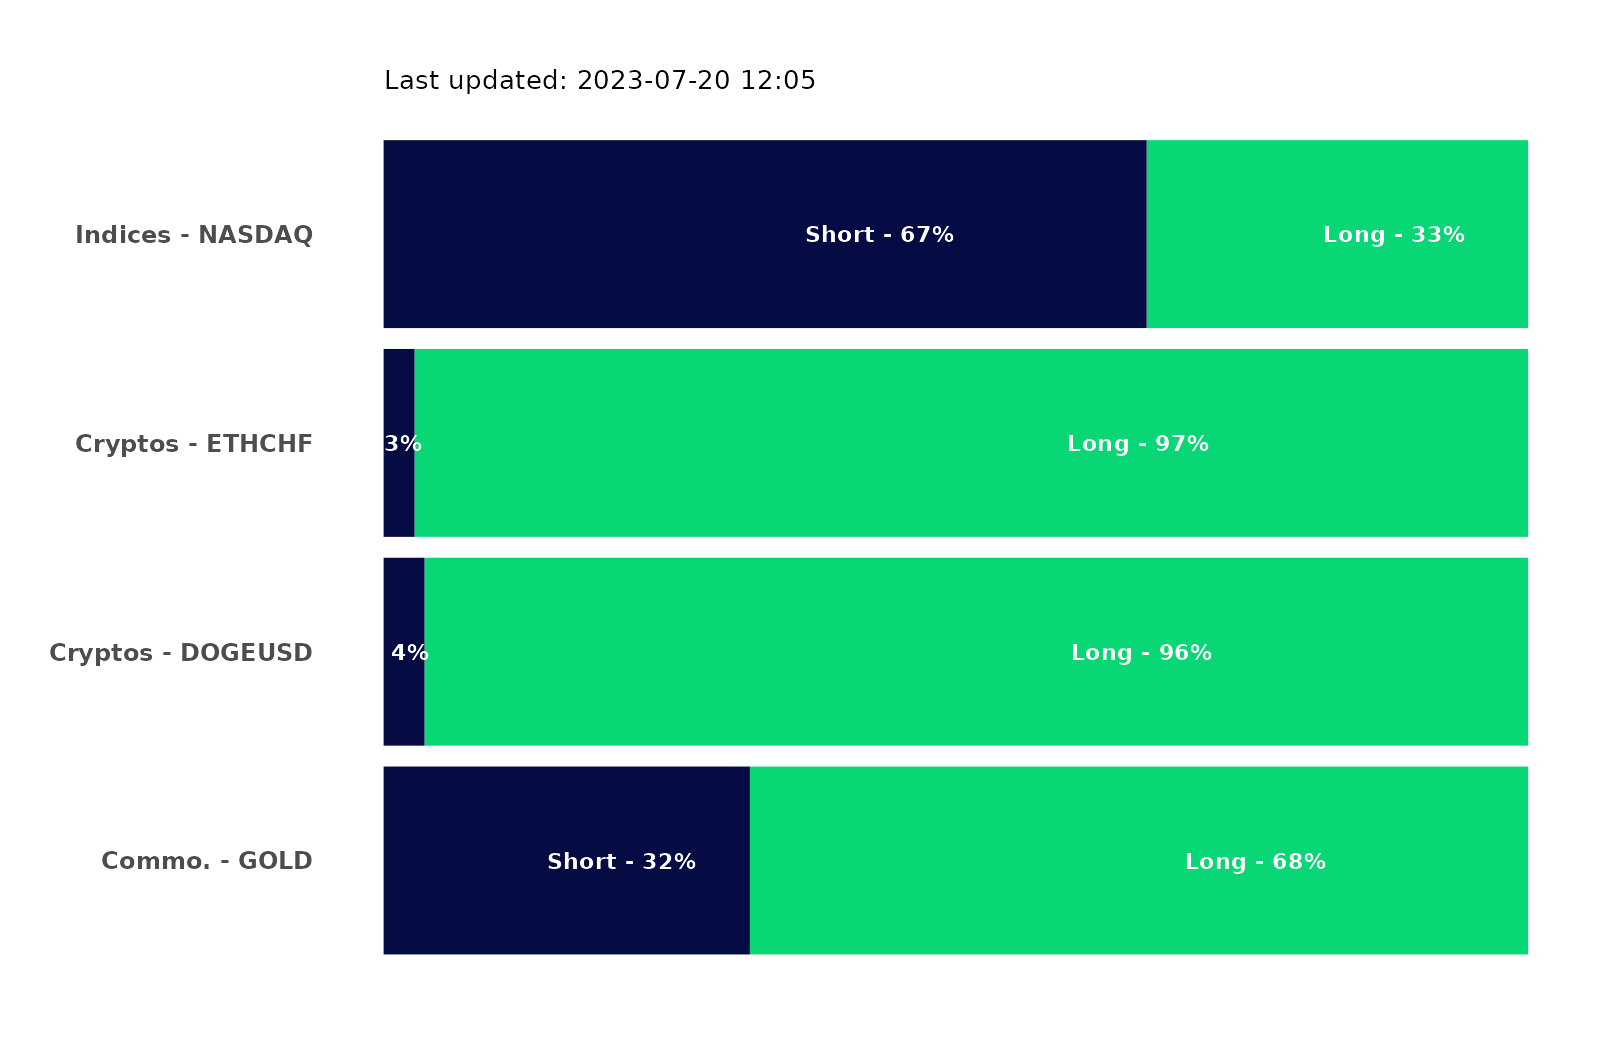 Last updated: 2023-07-20 12:05
Indices - NASDAQ Short - 67% Long - 33%
Cryptos - ETHCHF 3% Long - 97%
Cryptos - DOGEUSD 4% Long - 96%
Commo. - GOLD Short - 32% Long - 68%